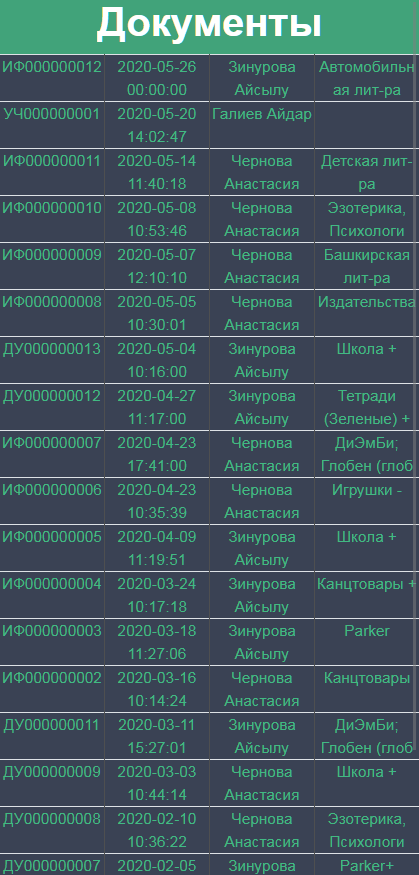 Документы
ИФ000000012 2020-05-26 Зинурова Автомобильн
00:00:00 Айсылу ая лит-ра
УЧ000000001 2020-05-20 Галиев Айдар
14:02:47
ИФ000000011 2020-05-14 Чернова Детская лит-
11:40:18 Анастасия ра
ИФ000000010 2020-05-08 Чернова Эзотерика,
10:53:46 Анастасия Психологи
ИФ000000009 2020-05-07 Чернова Башкирская
12:10:10 Анастасия лит-ра
ИФ000000008 2020-05-05 Чернова Издательства
10:30:01 Анастасия
ДУ000000013 2020-05-04 Зинурова Школа +
10:16:00 Айсылу
ДУ000000012 2020-04-27 Зинурова Тетради
11:17:00 Айсылу (Зеленые) +
ИФ000000007 2020-04-23 Чернова ДиЭмБи;
17:41:00 Анастасия Глобен (глоб
ИФ000000006 2020-04-23 Чернова Игрушки -
10:35:39 Анастасия
ИФ000000005 2020-04-09 Зинурова Школа +
11:19:51 Айсылу
ИФ000000004 2020-03-24 Зинурова Канцтовары +
10:17:18 Айсылу
ИФ000000003 2020-03-18 Зинурова Parker
11:27:06 Айсылу
ИФ000000002 2020-03-16 Чернова Канцтовары
10:14:24 Анастасия
ДУ000000011 2020-03-11 Зинурова ДиЭмБи;
15:27:01 Айсылу Глобен (глоб
ДУ000000009 2020-03-03 Чернова Школа +
10:44:14 Анастасия
ДУ000000008 2020-02-10 Чернова Эзотерика,
10:36:22 Анастасия Психологи
ДУ000000007 2020-02-05 Зинурова Parker+